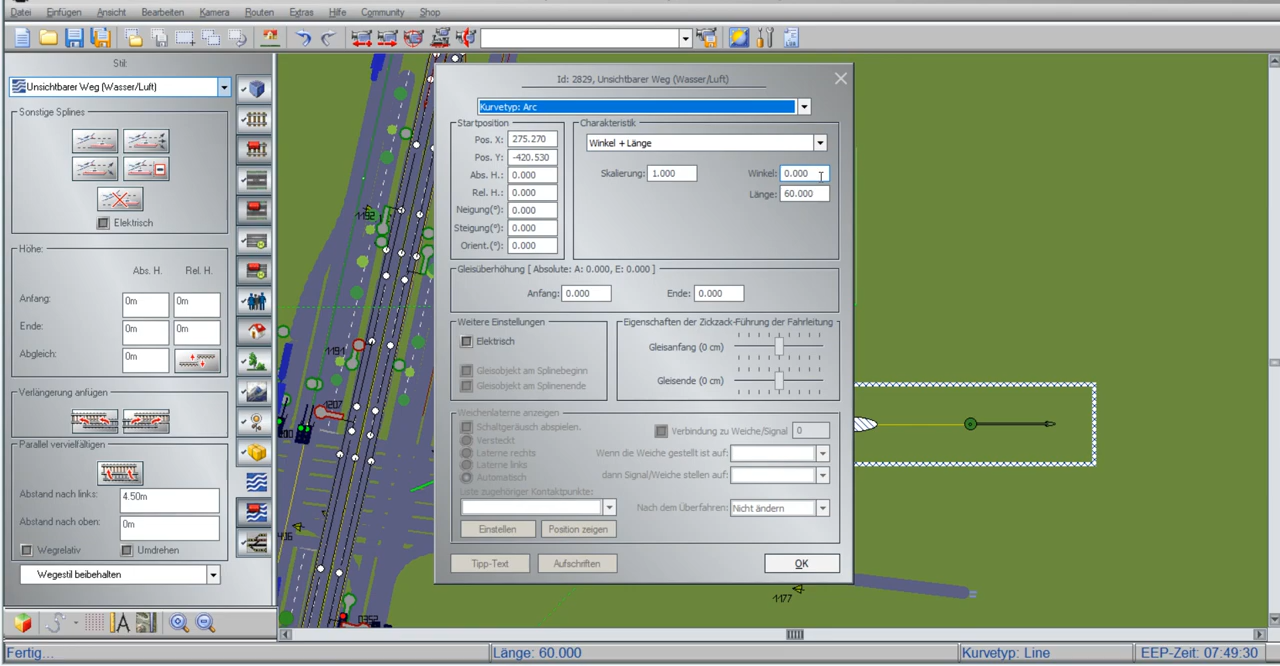 Datei Einfügen Ansicht Bearbeiten Kamera Routen Extras Hilfe Community Shop
Stil:
Unsichtbarer Weg (Wasser/Luft)
Sonstige Splines
Elektrisch
Höhe:
Abs. H. Rel. H.
Anfang: 0m 0m
Ende: 0m 0m
Abgleich: 0m
Verlängerung anfügen
Parallel vervielfältigen
Abstand nach links: 4.50m
Abstand nach oben: 0m
Wegrelativ Umdrehen
Wegestil beibehalten
Id: 2829, Unsichtbarer Weg (Wasser/Luft)
Kurvetyp: Arc
Startposition
Pos. X: 275.270
Pos. Y: -420.530
Abs. H.: 0.000
Rel. H.: 0.000
Neigung(°): 0.000
Steigung(°): 0.000
Orient.(°): 0.000
Charakteristik
Winkel + Länge
Skalierung: 1.000 Winkel: 0.000
Länge: 60.000
Gleisüberhöhung [ Absolute: A: 0.000, E: 0.000 ]
Anfang: 0.000 Ende: 0.000
Weitere Einstellungen
Elektrisch
Gleisobjekt am Splinebeginn
Gleisobjekt am Splinenende
Eigenschaften der Zickzack-Führung der Fahrleitung
Gleisanfang (0 cm)
Gleisende (0 cm)
Weichenlaterne anzeigen
Schaltgeräusch abspielen.
Versteckt
Laterne rechts
Laterne links
Automatisch
Liste zugehöriger Kontaktpunkte:
Einstellen Position zeigen
Verbindung zu Weiche/Signal 0
Wenn die Weiche gestellt ist auf:
dann Signal/Weiche stellen auf:
Nach dem Überfahren: Nicht ändern
Tipp-Text Aufschriften OK
1191
1207
1177
Fertig... Länge: 60.000 Kurvetyp: Line EEP-Zeit: 07:49:30